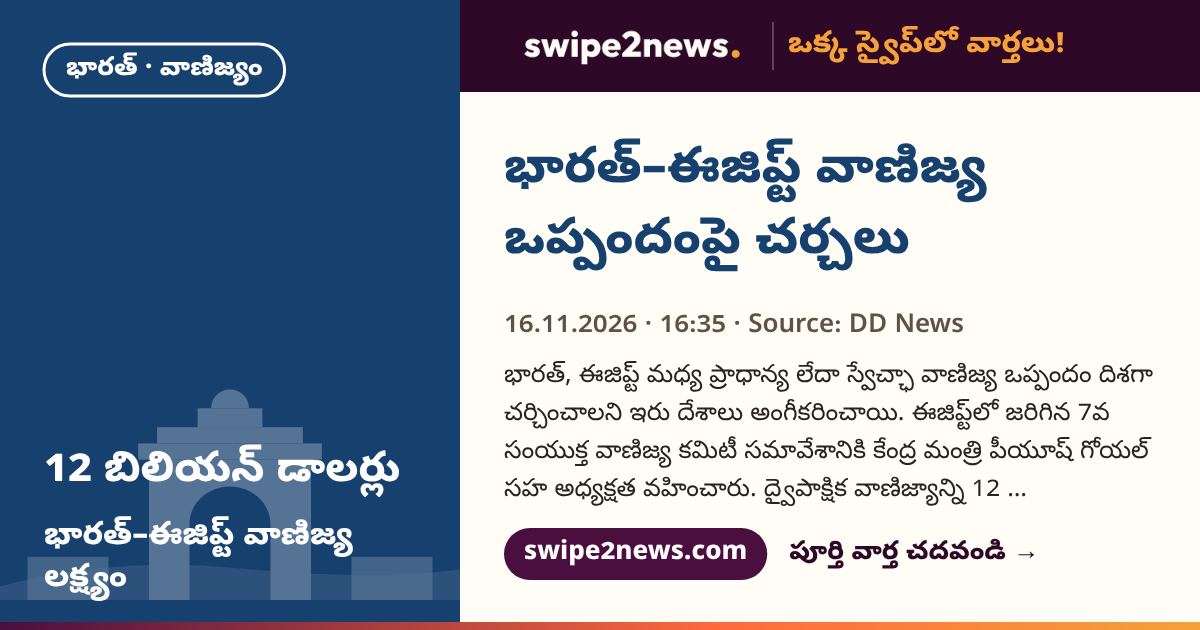 భారత్ · వాణిజ్యం
12 బిలియన్ డాలర్లు
భారత్–ఈజిప్ట్ వాణిజ్య
లక్ష్యం
swipe2news.
ఒక్క స్వైప్‌లో వార్తలు!
భారత్–ఈజిప్ట్ వాణిజ్య
ఒప్పందంపై చర్చలు
16.11.2026 · 16:35 · Source: DD News
భారత్, ఈజిప్ట్ మధ్య ప్రాధాన్య లేదా స్వేచ్ఛా వాణిజ్య ఒప్పందం దిశగా
చర్చించాలని ఇరు దేశాలు అంగీకరించాయి. ఈజిప్ట్‌లో జరిగిన 7వ
సంయుక్త వాణిజ్య కమిటీ సమావేశానికి కేంద్ర మంత్రి పీయూష్ గోయల్
సహ అధ్యక్షత వహించారు. ద్వైపాక్షిక వాణిజ్యాన్ని 12 ...
swipe2news.com
పూర్తి వార్త చదవండి →